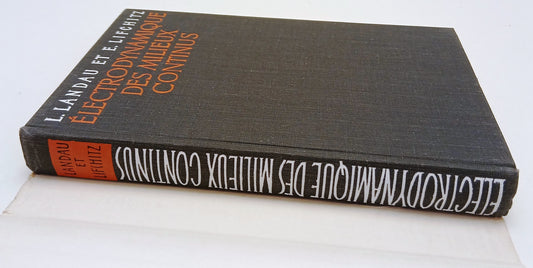 L. LANDAU ET E. LIFCHITZ
ÉLECTRODYNAMIQUE
DES MILIEUX
CONTINUS
LANDAU
ET
LIFCHITZ
ÉLECTRODYNAMIQUE DES MILIEUX CONTINUS